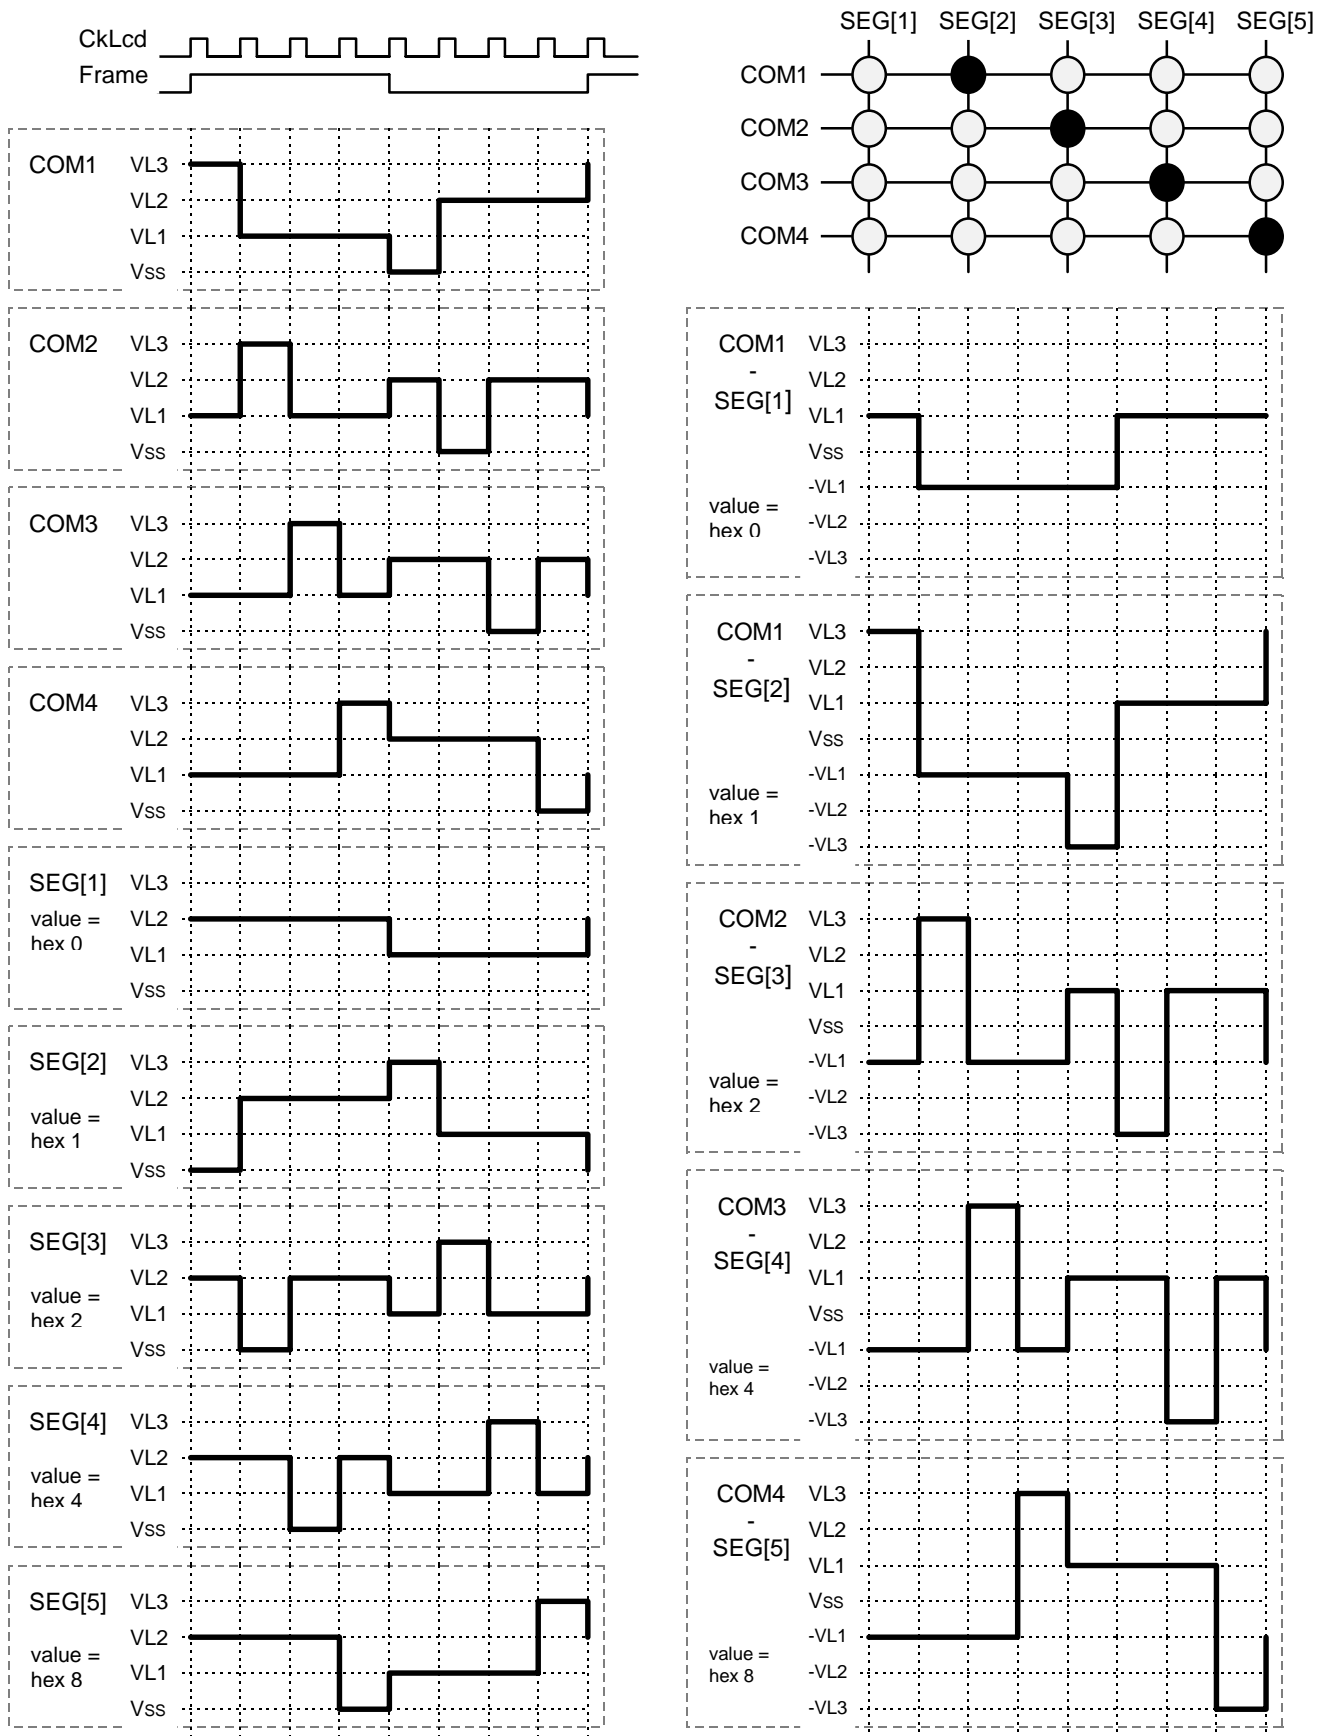 CkLcd
Frame
COM1
VL3
VL2
VL1
Vss
COM2
VL3
VL2
VL1
Vss
COM3
VL3
VL2
VL1
Vss
COM4
VL3
VL2
VL1
Vss
SEG[1]
value =
hex 0
VL3
VL2
VL1
Vss
SEG[2]
value =
hex 1
VL3
VL2
VL1
Vss
SEG[3]
value =
hex 2
VL3
VL2
VL1
Vss
SEG[4]
value =
hex 4
VL3
VL2
VL1
Vss
SEG[5]
value =
hex 8
VL3
VL2
VL1
Vss
SEG[1] SEG[2] SEG[3] SEG[4] SEG[5]
COM1
COM2
COM3
COM4
COM1
-
SEG[1]
value =
hex 0
VL3
VL2
VL1
Vss
-VL1
-VL2
-VL3
COM1
-
SEG[2]
value =
hex 1
VL3
VL2
VL1
Vss
-VL1
-VL2
-VL3
COM2
-
SEG[3]
value =
hex 2
VL3
VL2
VL1
Vss
-VL1
-VL2
-VL3
COM3
-
SEG[4]
value =
hex 4
VL3
VL2
VL1
Vss
-VL1
-VL2
-VL3
COM4
-
SEG[5]
value =
hex 8
VL3
VL2
VL1
Vss
-VL1
-VL2
-VL3